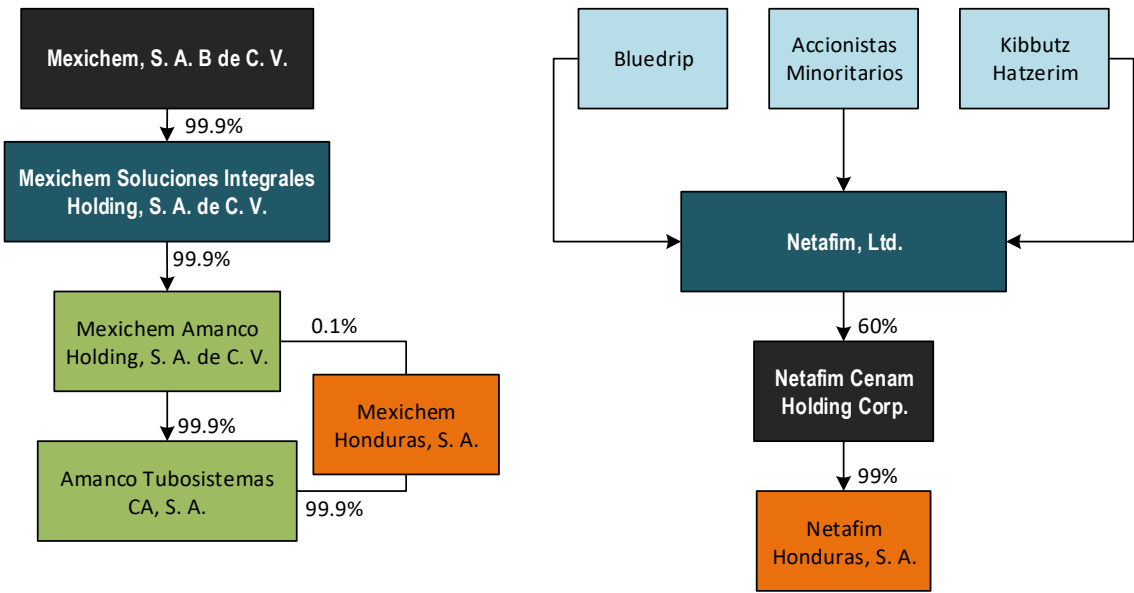 Mexichem, S. A. B de C. V.
99.9%
Mexichem Soluciones Integrales
Holding, S. A. de C. V.
99.9%
Mexichem Amanco
Holding, S. A. de C. V.
0.1%
Mexichem
Honduras, S. A.
99.9%
Amanco Tubosistemas
CA, S. A.
99.9%
Bluedrip
Accionistas
Minoritarios
Kibbutz
Hatzerim
Netafim, Ltd.
60%
Netafim Cenam
Holding Corp.
99%
Netafim
Honduras, S. A.